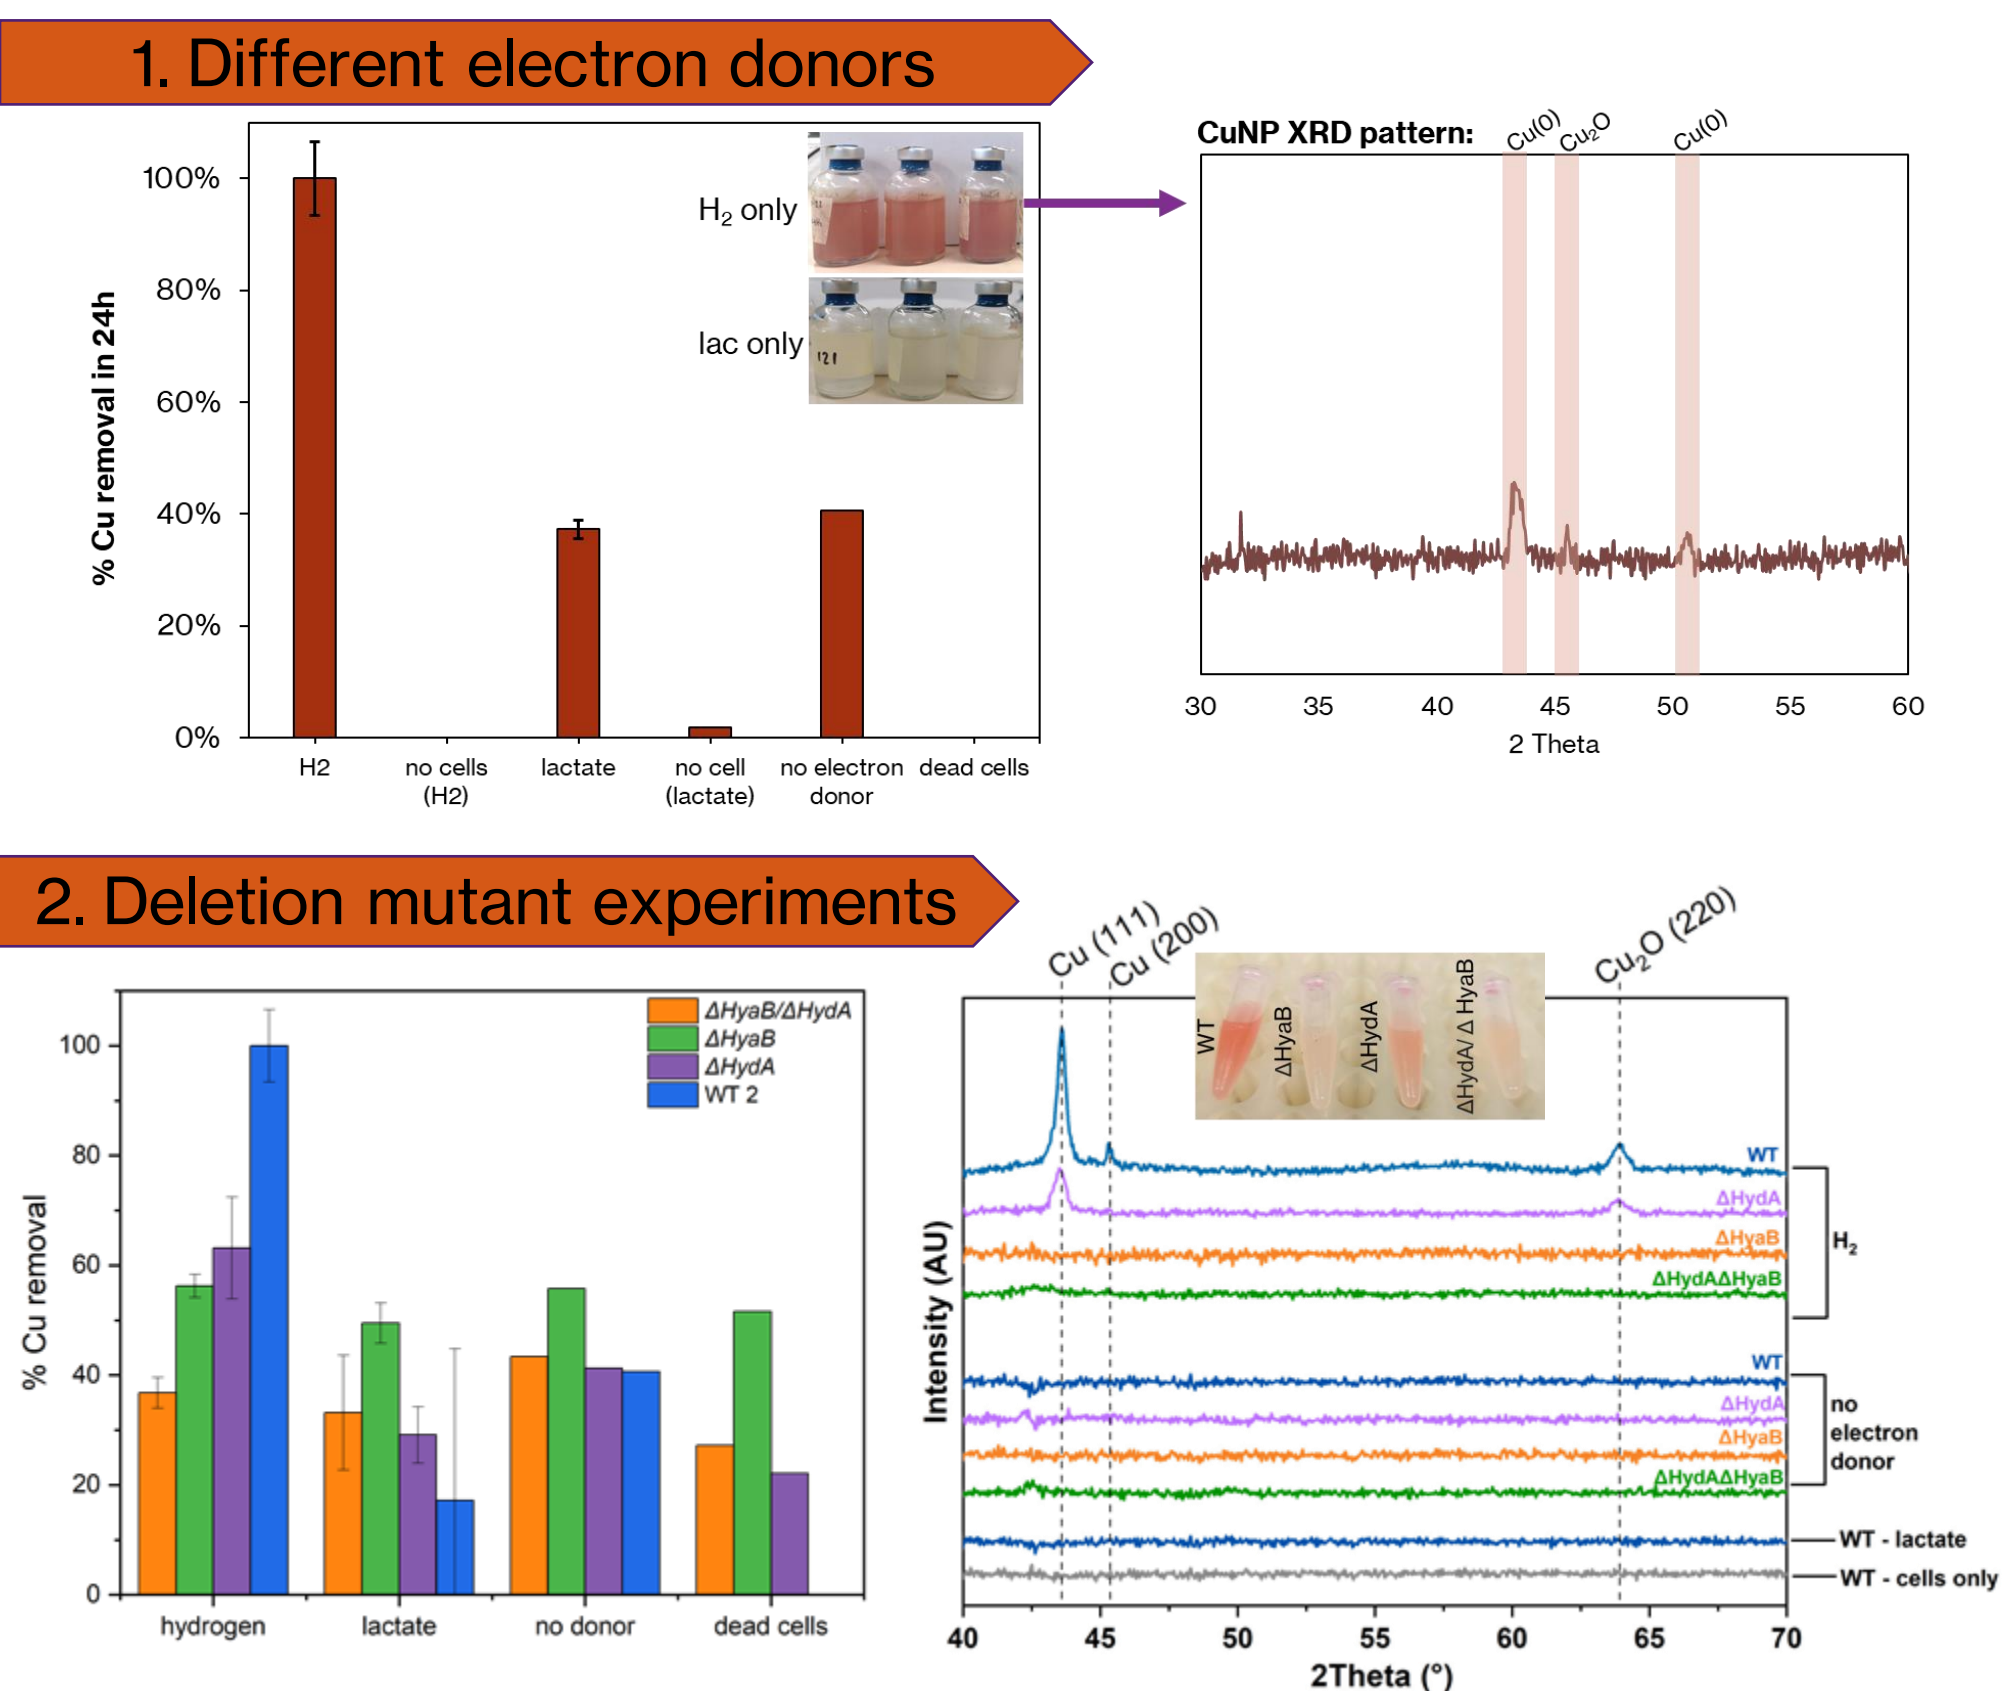 1. Different electron donors
CuNP XRD pattern:
Cu(0)
Cu₂O
Cu(0)
% Cu removal in 24h
100%
80%
60%
40%
20%
0%
H₂ only
lac only
121
H2
no cells
(H2)
lactate
no cell
(lactate)
no electron
donor
dead cells
30
35
40
45
50
55
60
2 Theta
2. Deletion mutant experiments
% Cu removal
100
80
60
40
20
0
ΔHyaB/ΔHydA
ΔHyaB
ΔHydA
WT 2
hydrogen
lactate
no donor
dead cells
Cu (111)
Cu (200)
Cu₂O (220)
WT
ΔHyaB
ΔHydA
ΔHydA/ Δ HyaB
Intensity (AU)
WT
ΔHydA
ΔHyaB
ΔHydAΔHyaB
H₂
WT
ΔHydA
ΔHyaB
ΔHydAΔHyaB
no
electron
donor
WT - lactate
WT - cells only
40
45
50
55
60
65
70
2Theta (°)